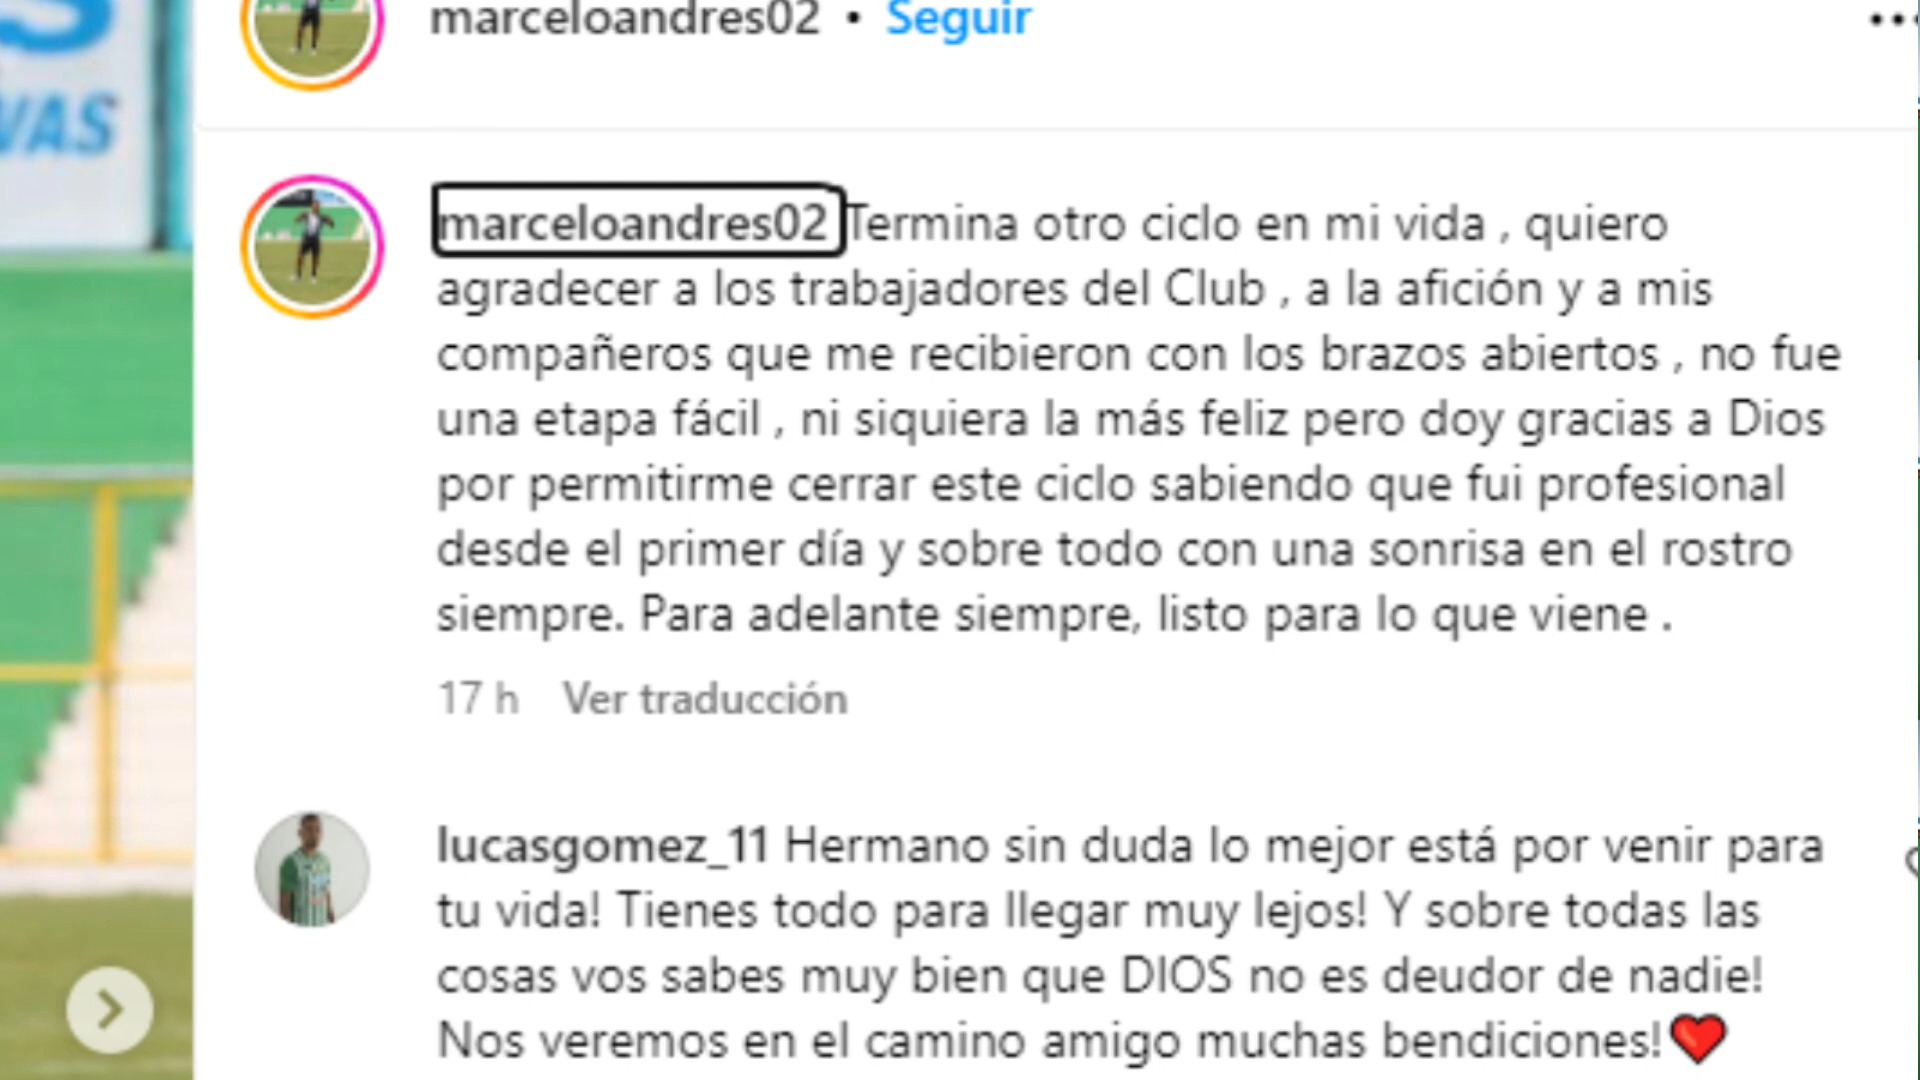 S
VAS
marceloandres02 • Seguir
marceloandres02 Termina otro ciclo en mi vida , quiero
agradecer a los trabajadores del Club , a la afición y a mis
compañeros que me recibieron con los brazos abiertos , no fue
una etapa fácil , ni siquiera la más feliz pero doy gracias a Dios
por permitirme cerrar este ciclo sabiendo que fui profesional
desde el primer día y sobre todo con una sonrisa en el rostro
siempre. Para adelante siempre, listo para lo que viene .
17 h Ver traducción
lucasgomez_11 Hermano sin duda lo mejor está por venir para
tu vida! Tienes todo para llegar muy lejos! Y sobre todas las
cosas vos sabes muy bien que DIOS no es deudor de nadie!
Nos veremos en el camino amigo muchas bendiciones!❤️